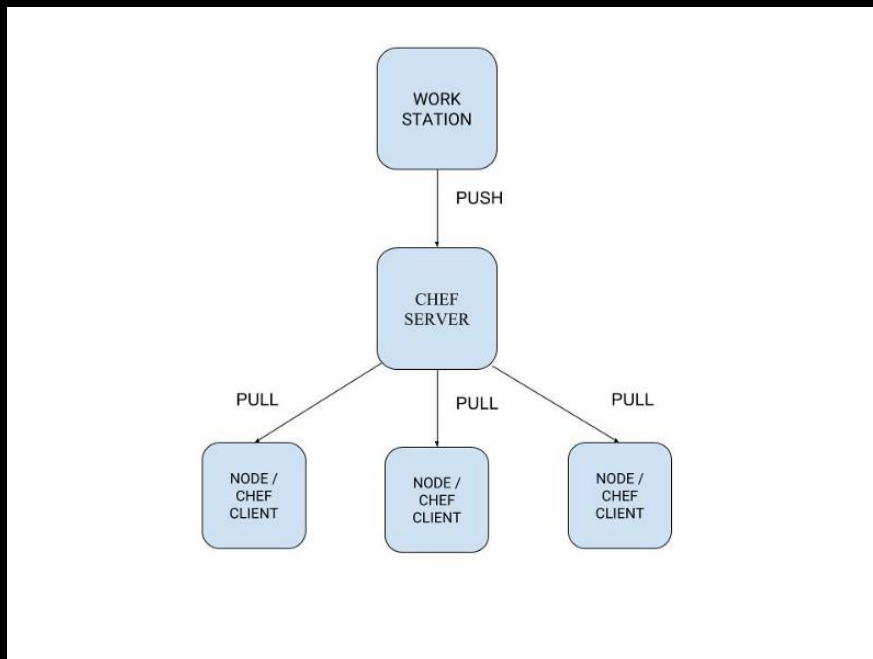 WORK
STATION
PUSH
CHEF
SERVER
PULL
PULL
PULL
NODE /
CHEF
CLIENT
NODE /
CHEF
CLIENT
NODE /
CHEF
CLIENT